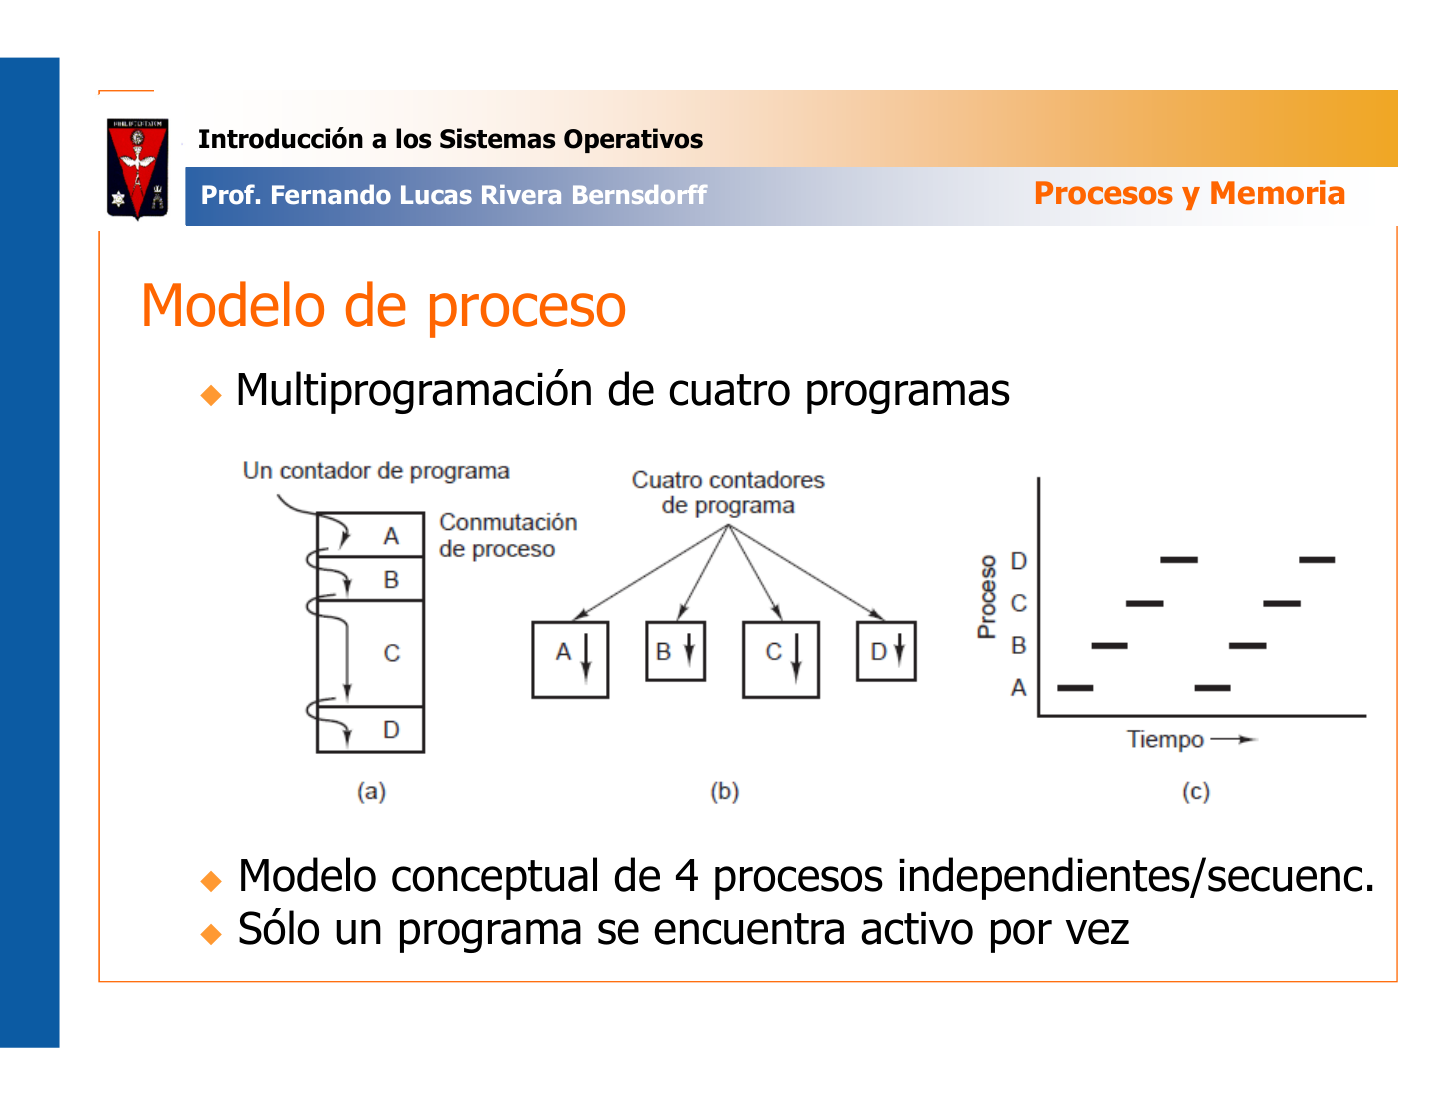 Introducción a los Sistemas Operativos
Prof. Fernando Lucas Rivera Bernsdorff
Procesos y Memoria
Modelo de proceso
Multiprogramación de cuatro programas
Un contador de programa
A
B
C
D
Conmutación
de proceso
(a)
Cuatro contadores
de programa
A
B
C
D
(b)
Proceso
D
C
B
A
Tiempo
(c)
Modelo conceptual de 4 procesos independientes/secuenc.
Sólo un programa se encuentra activo por vez